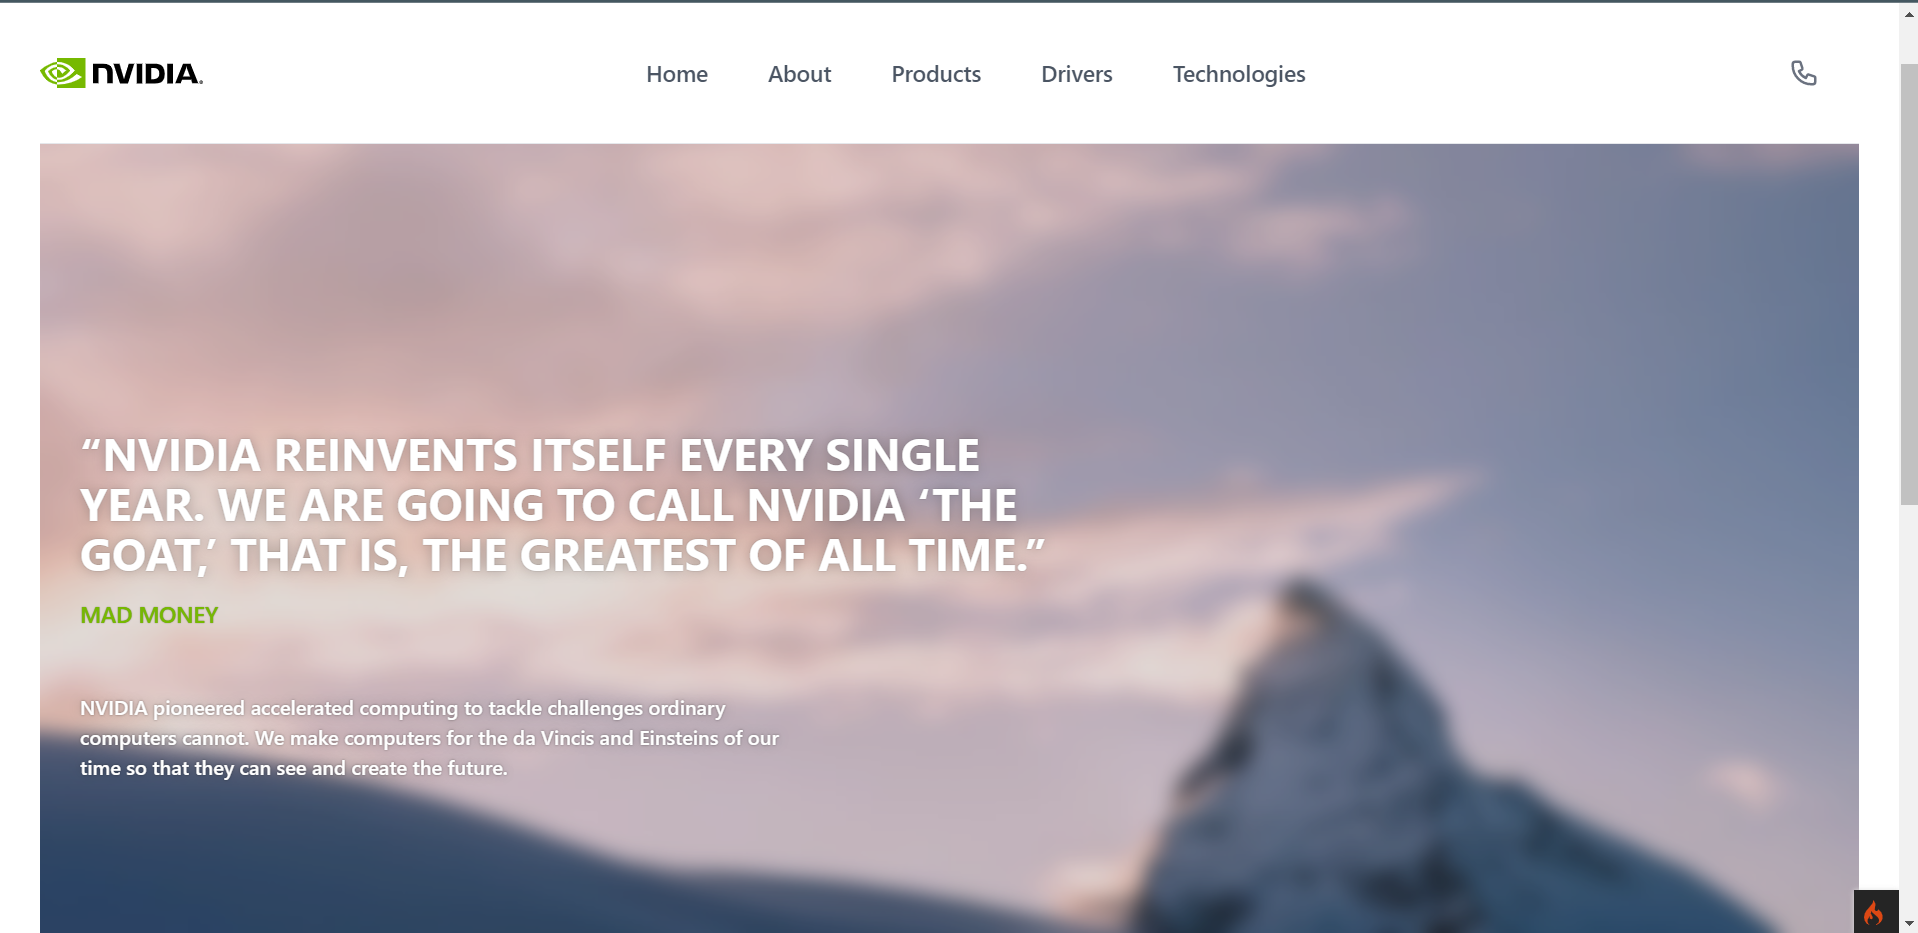 NVIDIA.
Home About Products Drivers Technologies
“NVIDIA REINVENTS ITSELF EVERY SINGLE
YEAR. WE ARE GOING TO CALL NVIDIA ‘THE
GOAT,’ THAT IS, THE GREATEST OF ALL TIME.”
MAD MONEY
NVIDIA pioneered accelerated computing to tackle challenges ordinary
computers cannot. We make computers for the da Vincis and Einsteins of our
time so that they can see and create the future.